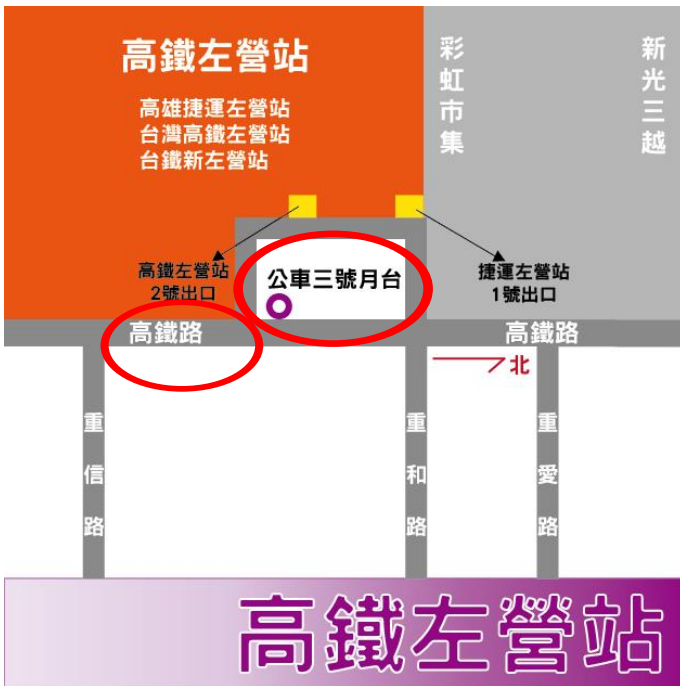 高鐵左營站
高雄捷運左營站
台灣高鐵左營站
台鐵新左營站
彩虹市集
新光三越
高鐵左營站
2號出口
公車三號月台
捷運左營站
1號出口
高鐵路
高鐵路
北
重信路
重和路
重愛路
高鐵左營站